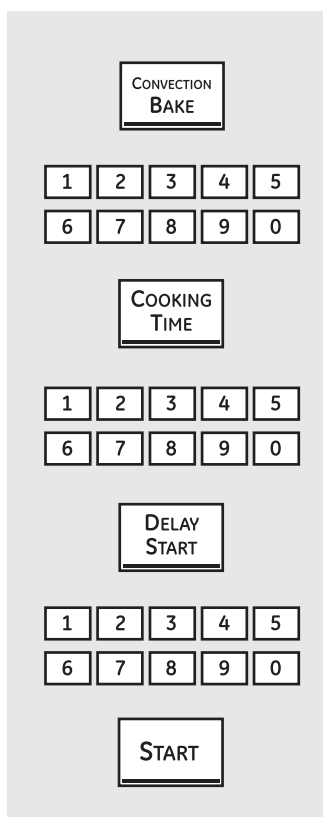 CONVECTION
BAKE
1 2 3 4 5
6 7 8 9 0
COOKING
TIME
1 2 3 4 5
6 7 8 9 0
DELAY
START
1 2 3 4 5
6 7 8 9 0
START